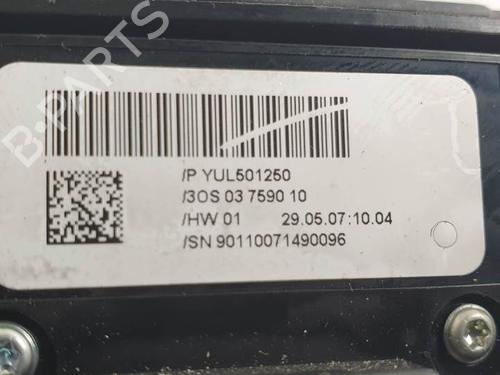 B-PARTS
/P YUL501250
/3OS 03 7590 10
/HW 01 29.05.07:10.04
/SN 90110071490096